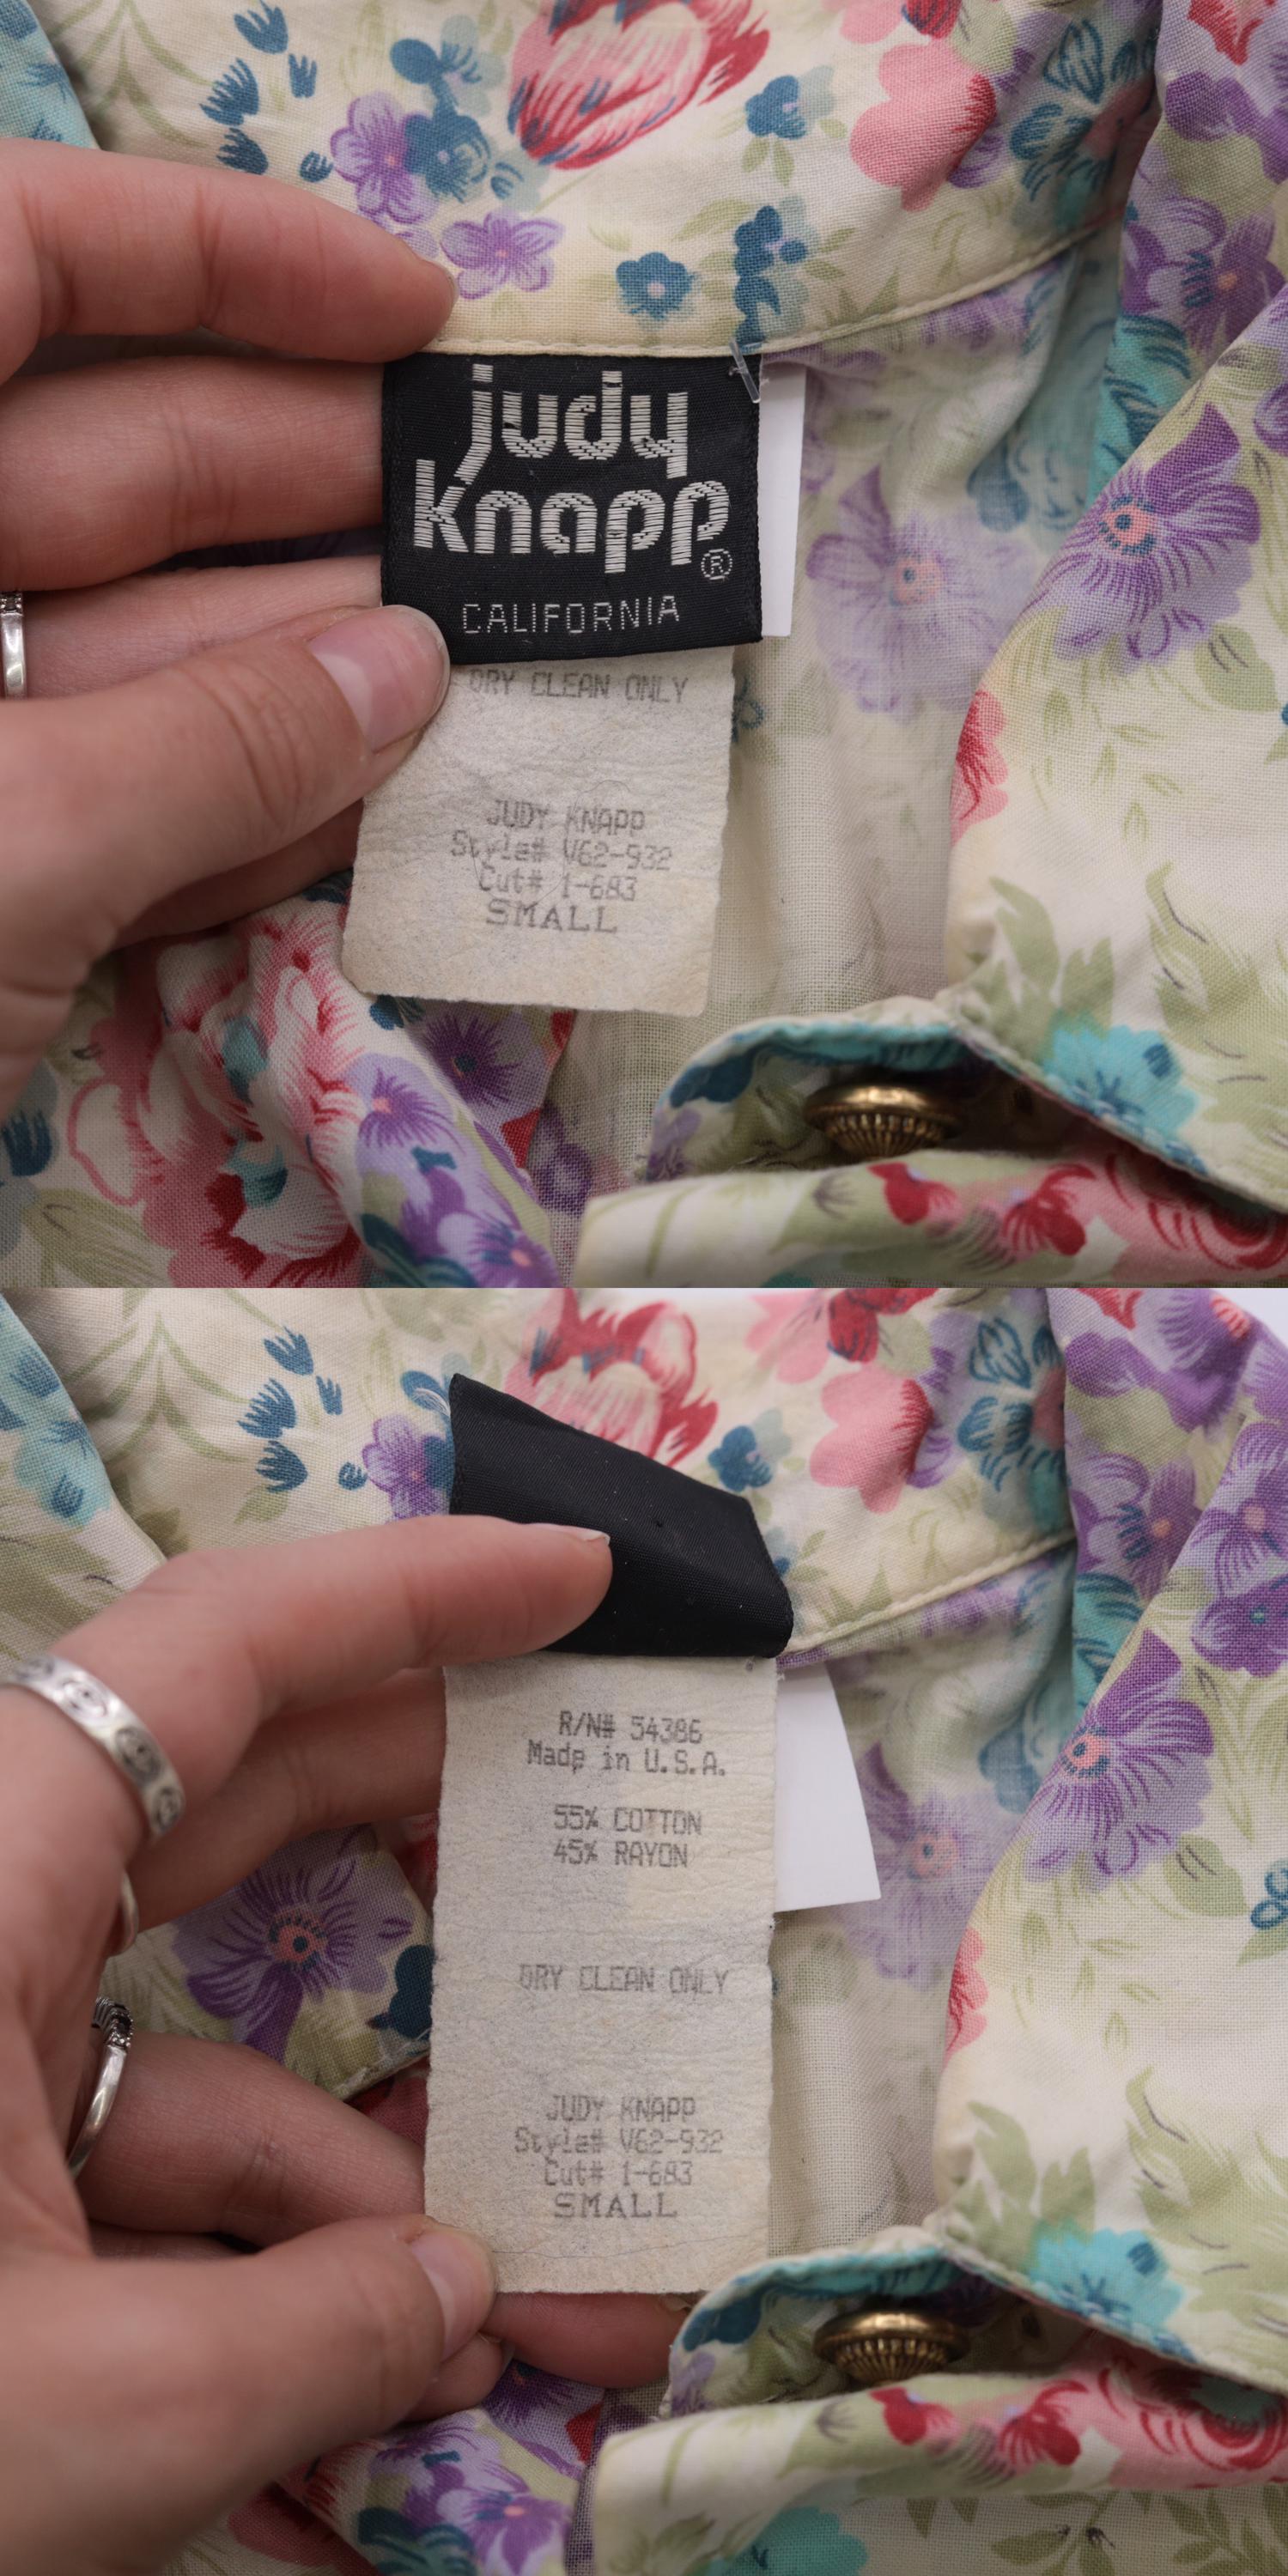 judy
knapp®
CALIFORNIA
DRY CLEAN ONLY
JUDY KNAPP
Style# V62-932
Cut# 1-683
SMALL
R/N# 54386
Made in U.S.A.
55% COTTON
45% RAYON
DRY CLEAN ONLY
JUDY KNAPP
Style# V62-932
Cut# 1-683
SMALL